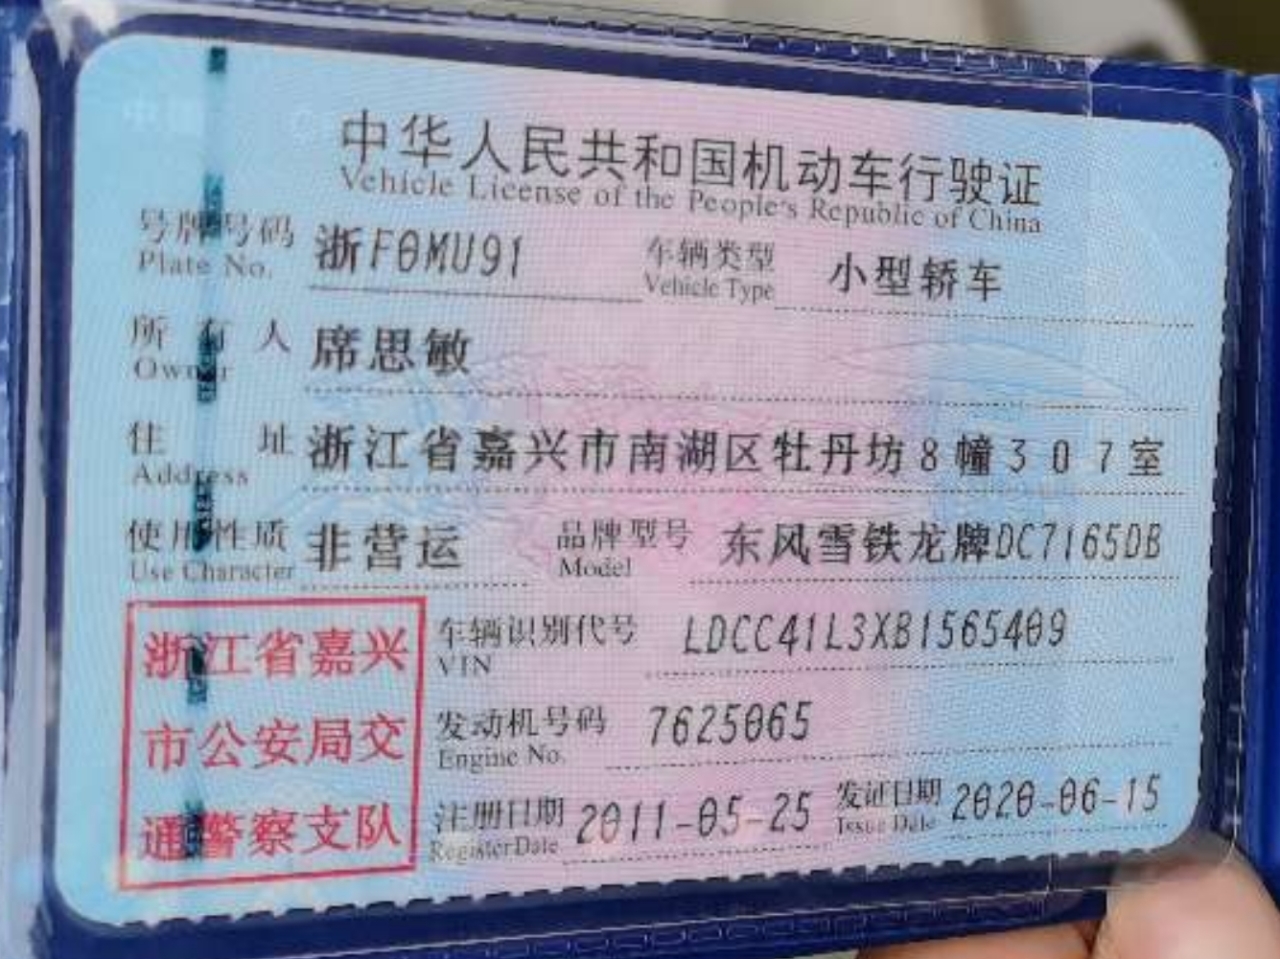 中华人民共和国机动车行驶证
Vehicle License of the People's Republic of China
号牌号码 浙F0MU91 车辆类型 小型轿车
Plate No. Vehicle Type
所有人 席思敏
Owner
住址 浙江省嘉兴市南湖区牡丹坊8幢307室
Address
使用性质 非营运 品牌型号 东风雪铁龙牌DC7165DB
Use Character Model
浙江省嘉兴 车辆识别代号 LDCC41L3XB1565409
VIN
市公安局交 发动机号码 7625065
Engine No.
通警察支队 注册日期 2011-05-25 发证日期 2020-06-15
Register Date Issue Date